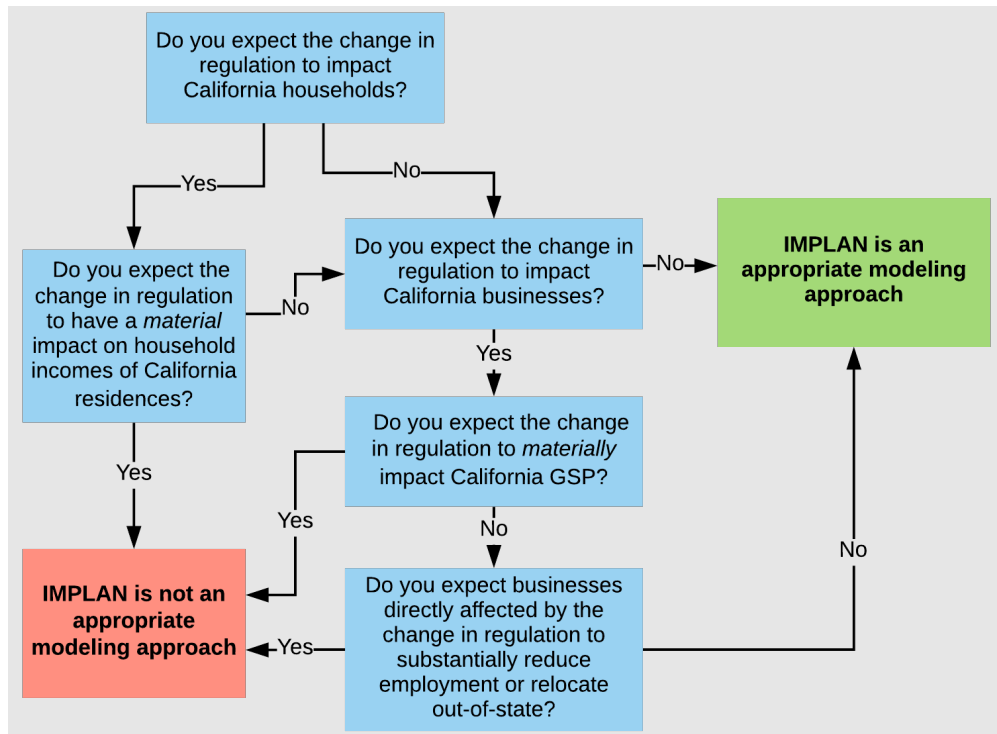 Do you expect the change in
regulation to impact
California households?
Yes
No
Do you expect the
change in regulation
to have a material
impact on household
incomes of California
residences?
No
Do you expect the change in
regulation to impact
California businesses?
No
IMPLAN is an
appropriate modeling
approach
Yes
Yes
Do you expect the change
in regulation to materially
impact California GSP?
Yes
No
No
IMPLAN is not an
appropriate
modeling approach
Yes
Do you expect businesses
directly affected by the
change in regulation to
substantially reduce
employment or relocate
out-of-state?